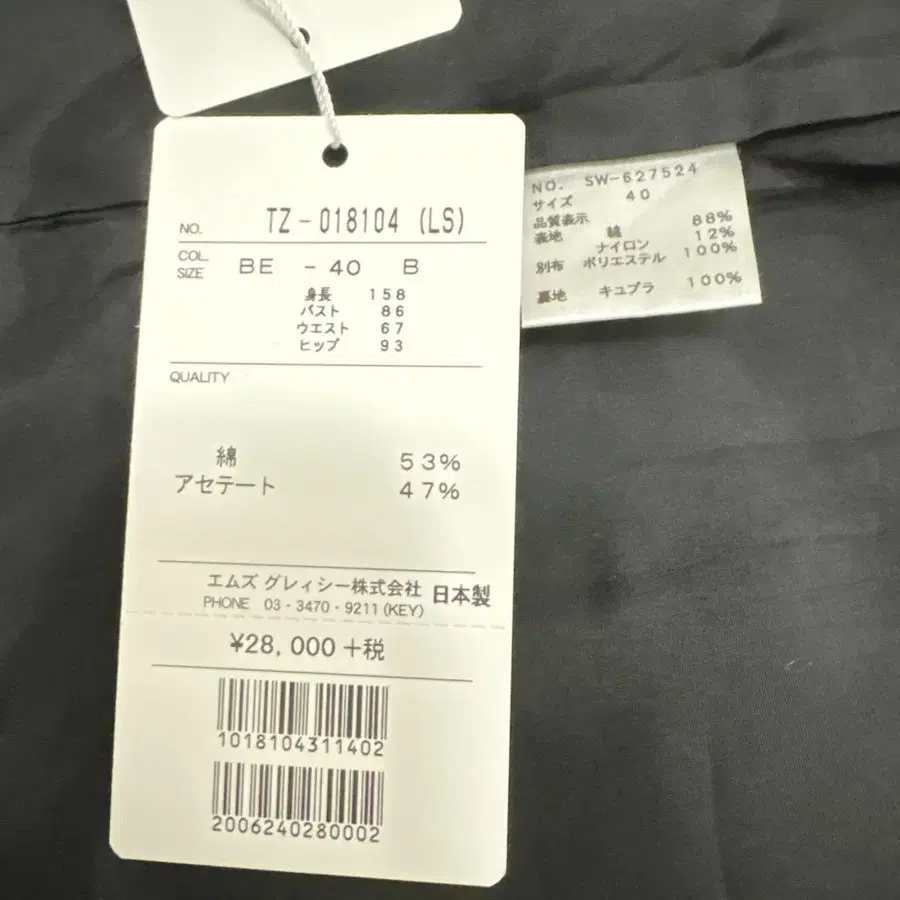 NO. TZ-018104 (LS)
COL.
SIZE BE - 40 B
身長 158
バスト 86
ウエスト 67
ヒップ 93
QUALITY
綿 53%
アセテート 47%
エムズ グレィシー株式会社 日本製
PHONE 03・3470・9211(KEY)
¥28,000+税
1018104311402
2006240280002
NO. SW-627524
サイズ 40
品質表示
表地 綿 88%
ナイロン 12%
別布 ポリエステル 100%
裏地 キュプラ 100%